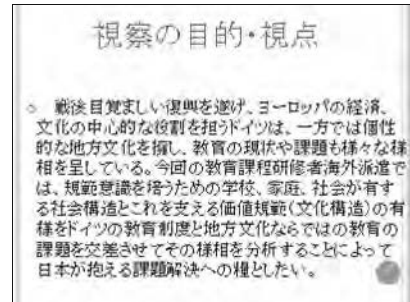 視察の目的・視点
○ 戦後目覚ましい復興を遂げ、ヨーロッパの経済、
文化の中心的な役割を担うドイツは、一方では個性
的な地方文化を擁し、教育の現状や課題も様々な様
相を呈している。今回の教育課程研修者海外派遣で
は、規範意識を培うための学校、家庭、社会が有す
る社会構造とこれを支える価値規範(文化構造)の有
様をドイツの教育制度と地方文化ならではの教育の
課題を交差させてその様相を分析することによって
日本が抱える課題解決への糧としたい。